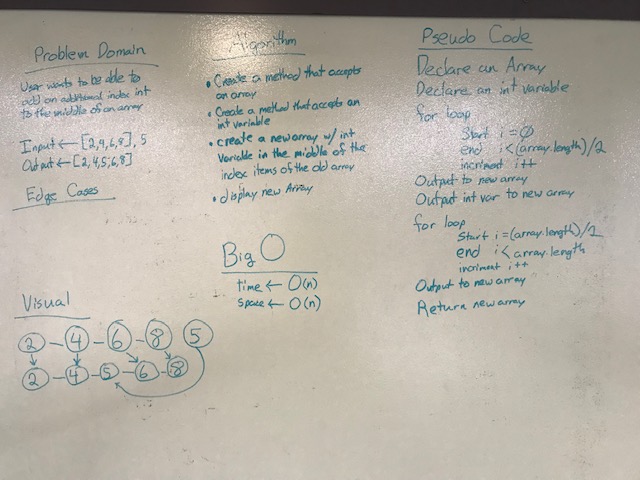 Problem Domain
User wants to be able to
add an additional index int
to the middle of an array
Input ← [2,4,6,8], 5
Output ← [2,4,5,6,8]
Edge Cases
Visual
2 - 4 - 6 - 8 5
2 - 4 - 5 - 6 - 8
Algorithm
• Create a method that accepts
an array
• Create a method that accepts an
int variable
• create a new array w/ int
Variable in the middle of the
index items of the old array
• display new Array
Big O
time ← O(n)
space ← O(n)
Pseudo Code
Declare an Array
Declare an int variable
for loop
Start i = 0
end i < (array.length)/2
incriment i++
Output to new array
Output int var to new array
for loop
Start i = (array.length)/2
end i < array.length
incriment i++
Output to new array
Return new array